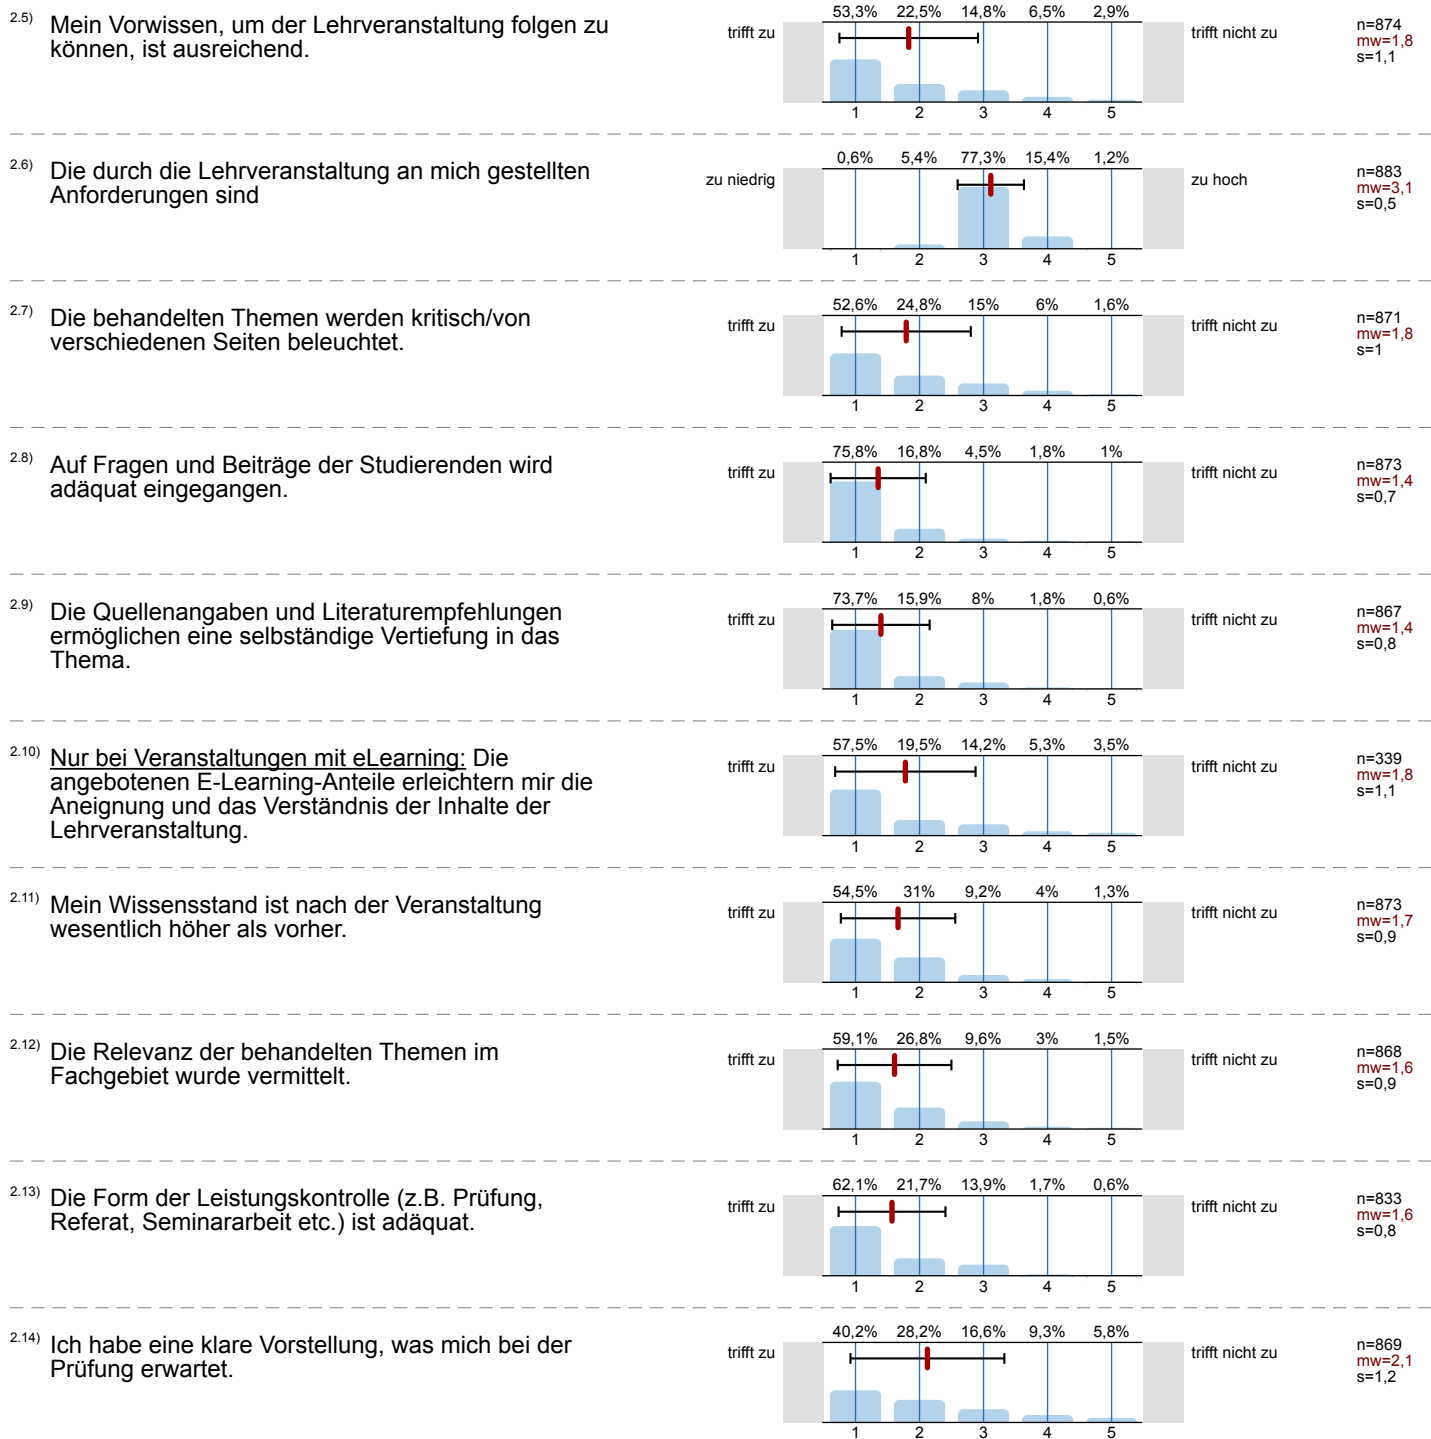 2.5) Mein Vorwissen, um der Lehrveranstaltung folgen zu
können, ist ausreichend.
53,3% 22,5% 14,8% 6,5% 2,9%
trifft zu
trifft nicht zu
n=874
mw=1,8
s=1,1
1 2 3 4 5
2.6) Die durch die Lehrveranstaltung an mich gestellten
Anforderungen sind
0,6% 5,4% 77,3% 15,4% 1,2%
zu niedrig
zu hoch
n=883
mw=3,1
s=0,5
1 2 3 4 5
2.7) Die behandelten Themen werden kritisch/von
verschiedenen Seiten beleuchtet.
52,6% 24,8% 15% 6% 1,6%
trifft zu
trifft nicht zu
n=871
mw=1,8
s=1
1 2 3 4 5
2.8) Auf Fragen und Beiträge der Studierenden wird
adäquat eingegangen.
75,8% 16,8% 4,5% 1,8% 1%
trifft zu
trifft nicht zu
n=873
mw=1,4
s=0,7
1 2 3 4 5
2.9) Die Quellenangaben und Literaturempfehlungen
ermöglichen eine selbständige Vertiefung in das
Thema.
73,7% 15,9% 8% 1,8% 0,6%
trifft zu
trifft nicht zu
n=867
mw=1,4
s=0,8
1 2 3 4 5
2.10) Nur bei Veranstaltungen mit eLearning: Die
angebotenen E-Learning-Anteile erleichtern mir die
Aneignung und das Verständnis der Inhalte der
Lehrveranstaltung.
57,5% 19,5% 14,2% 5,3% 3,5%
trifft zu
trifft nicht zu
n=339
mw=1,8
s=1,1
1 2 3 4 5
2.11) Mein Wissensstand ist nach der Veranstaltung
wesentlich höher als vorher.
54,5% 31% 9,2% 4% 1,3%
trifft zu
trifft nicht zu
n=873
mw=1,7
s=0,9
1 2 3 4 5
2.12) Die Relevanz der behandelten Themen im
Fachgebiet wurde vermittelt.
59,1% 26,8% 9,6% 3% 1,5%
trifft zu
trifft nicht zu
n=868
mw=1,6
s=0,9
1 2 3 4 5
2.13) Die Form der Leistungskontrolle (z.B. Prüfung,
Referat, Seminararbeit etc.) ist adäquat.
62,1% 21,7% 13,9% 1,7% 0,6%
trifft zu
trifft nicht zu
n=833
mw=1,6
s=0,8
1 2 3 4 5
2.14) Ich habe eine klare Vorstellung, was mich bei der
Prüfung erwartet.
40,2% 28,2% 16,6% 9,3% 5,8%
trifft zu
trifft nicht zu
n=869
mw=2,1
s=1,2
1 2 3 4 5